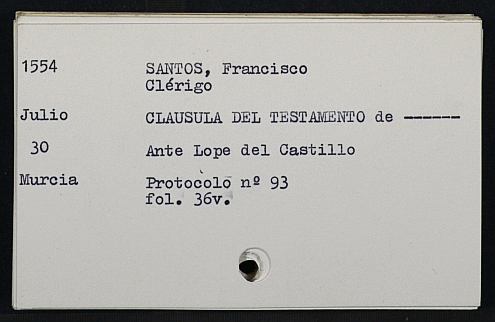 1554 SANTOS, Francisco
Clérigo
Julio CLAUSULA DEL TESTAMENTO de ------
30 Ante Lope del Castillo
Murcia Protocolo nº 93
fol. 36v.